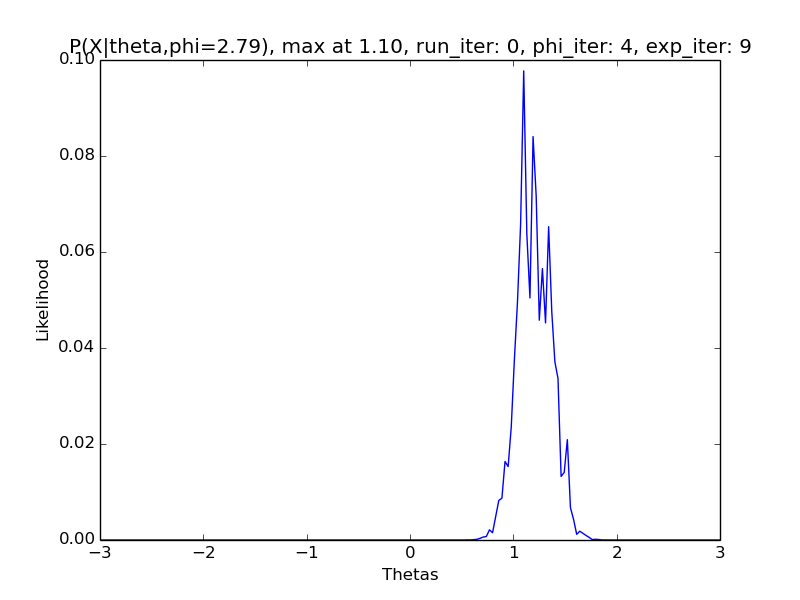 P(X|theta,phi=2.79), max at 1.10, run_iter: 0, phi_iter: 4, exp_iter: 9
0.10
0.08
0.06
0.04
0.02
0.00
Likelihood
−3 −2 −1 0 1 2 3
Thetas